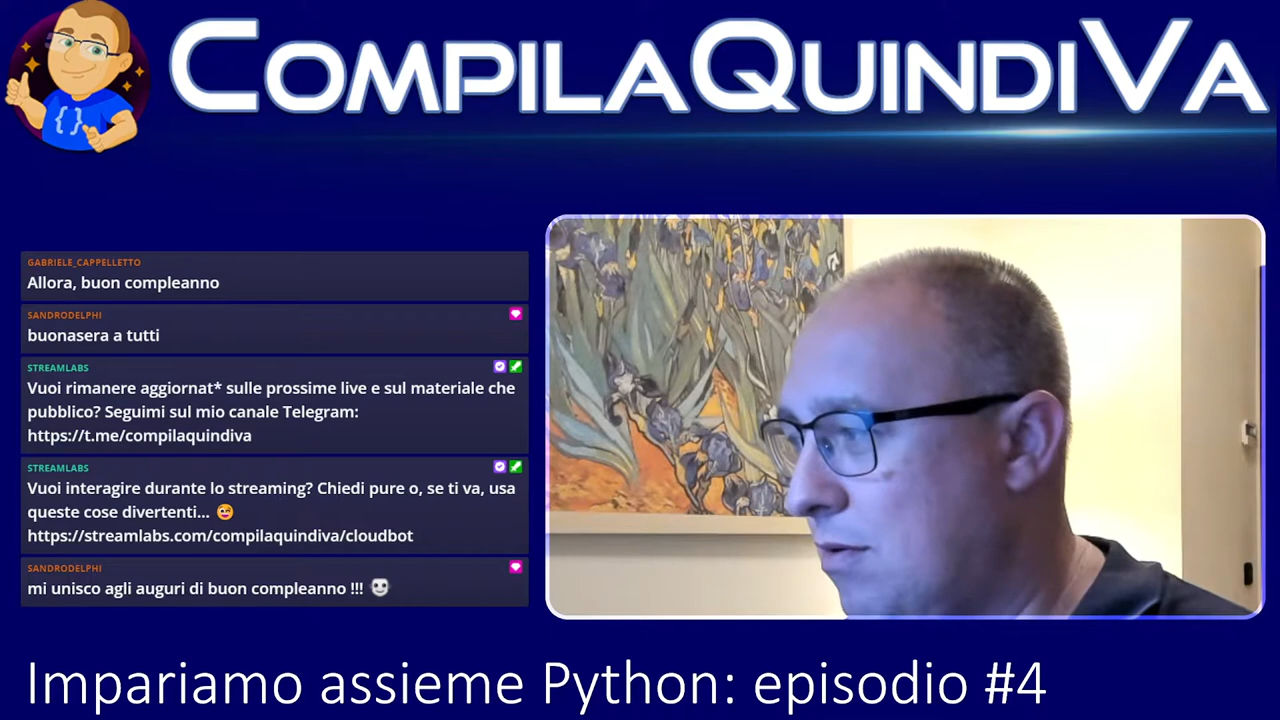 COMPILAQUINDIVA
GABRIELE_CAPPELLETTO
Allora, buon compleanno
SANDRODELPHI
buonasera a tutti
STREAMLABS
Vuoi rimanere aggiornat* sulle prossime live e sul materiale che
pubblico? Seguimi sul mio canale Telegram:
https://t.me/compilaquindiva
STREAMLABS
Vuoi interagire durante lo streaming? Chiedi pure o, se ti va, usa
queste cose divertenti... 😄
https://streamlabs.com/compilaquindiva/cloudbot
SANDRODELPHI
mi unisco agli auguri di buon compleanno !!!
Impariamo assieme Python: episodio #4